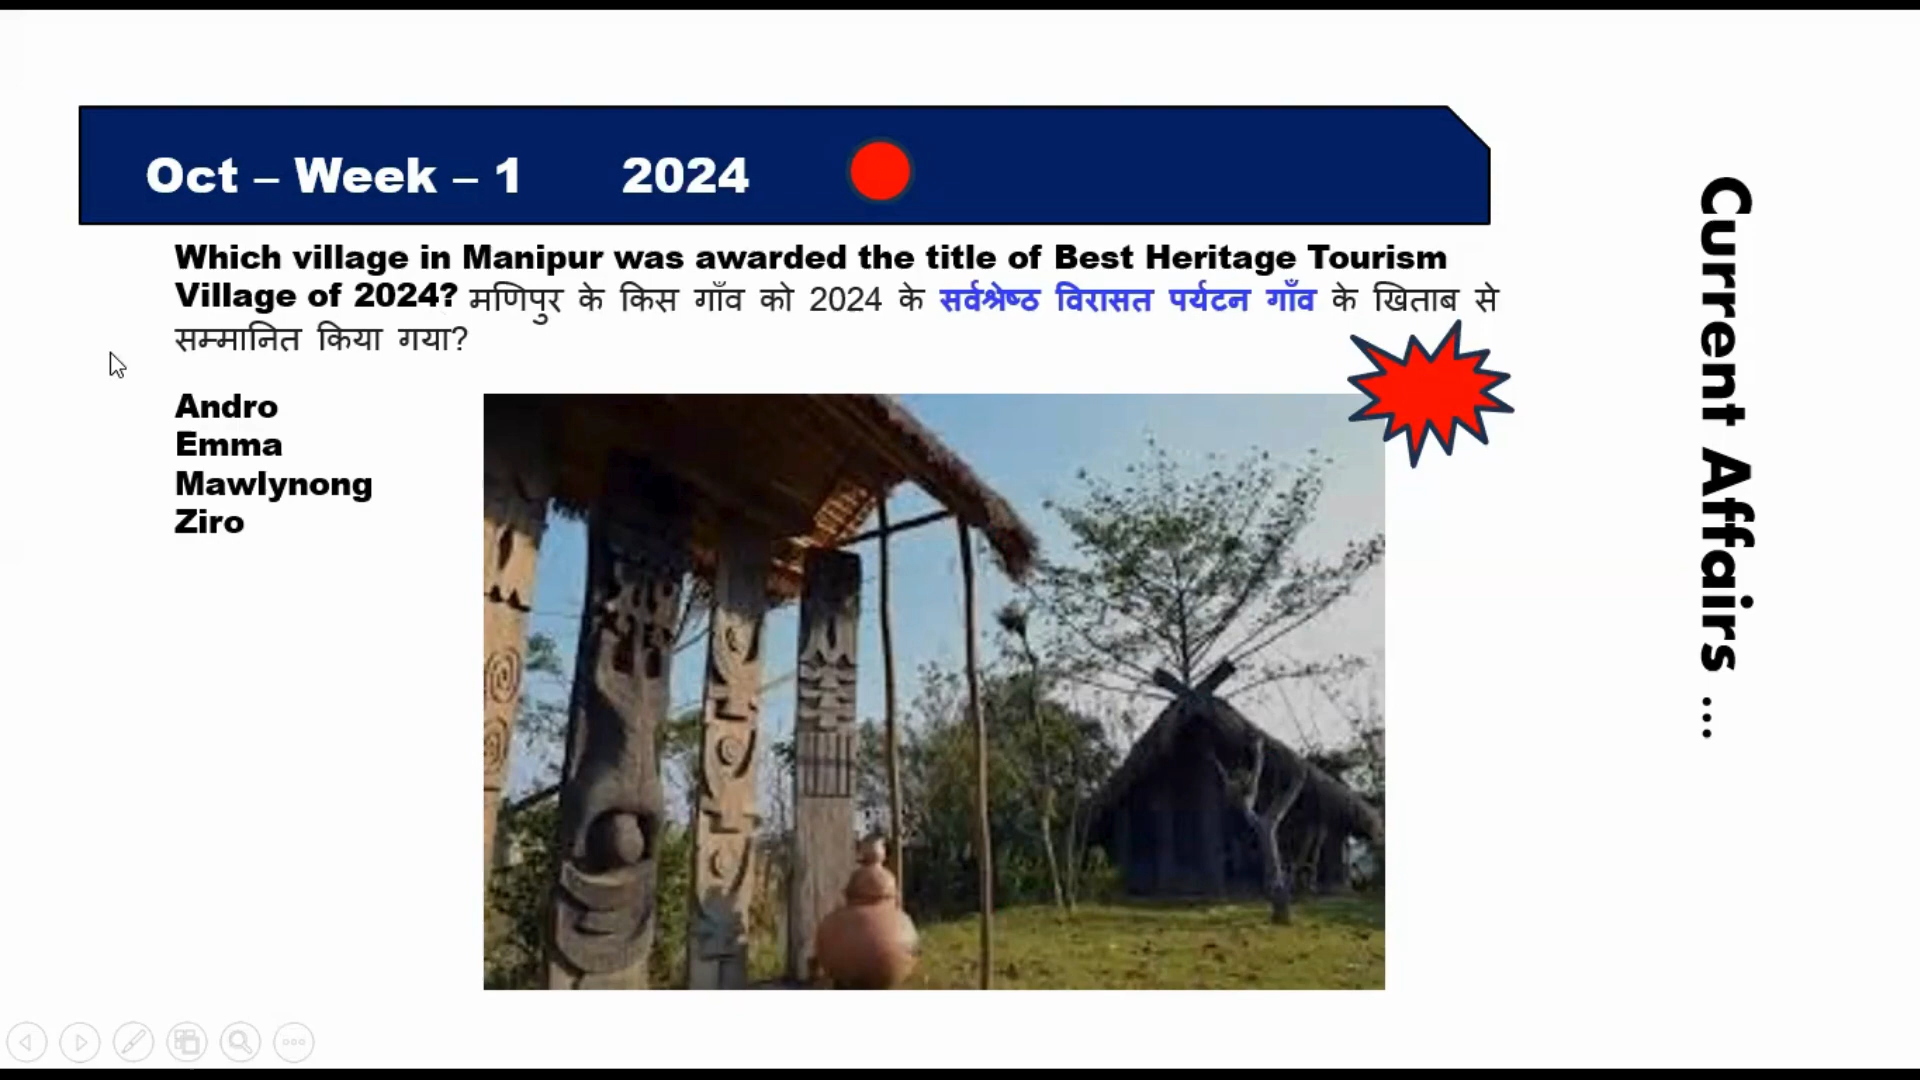 Oct – Week – 1 2024
Which village in Manipur was awarded the title of Best Heritage Tourism
Village of 2024? मणिपुर के किस गाँव को 2024 के सर्वश्रेष्ठ विरासत पर्यटन गाँव के खिताब से
सम्मानित किया गया?
Andro
Emma
Mawlynong
Ziro
Current Affairs ...